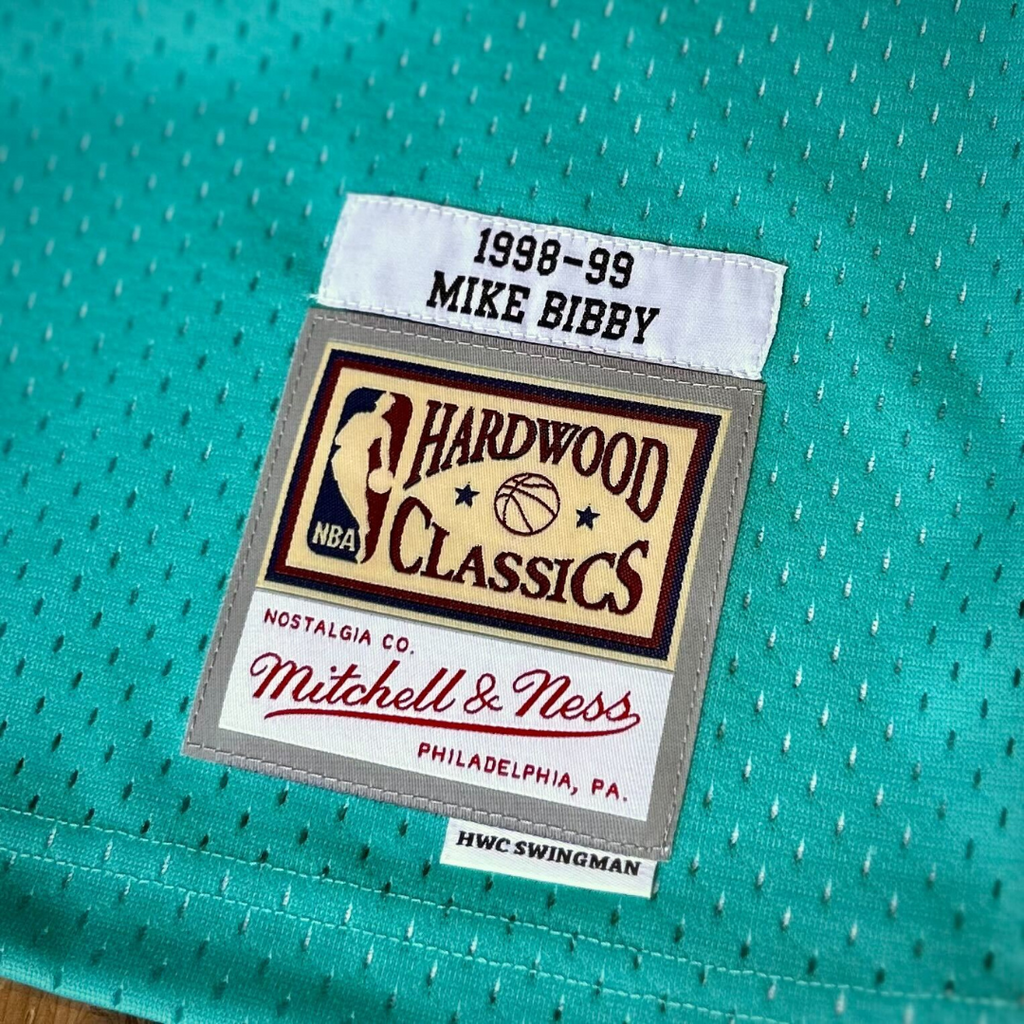 1998-99
MIKE BIBBY
HARDWOOD
CLASSICS
NBA
NOSTALGIA CO.
Mitchell & Ness
PHILADELPHIA, PA.
HWC SWINGMAN